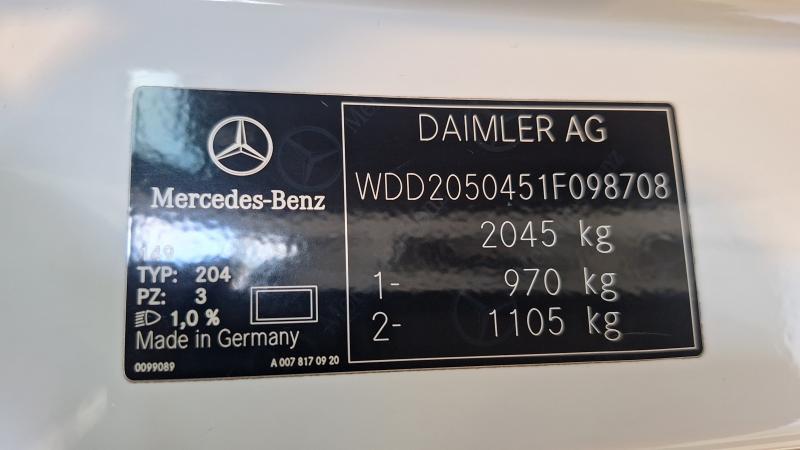 Mercedes-Benz
149
TYP: 204
PZ: 3
1,0 %
Made in Germany
0099089
A 007 817 09 20
DAIMLER AG
WDD2050451F098708
2045 kg
1- 970 kg
2- 1105 kg